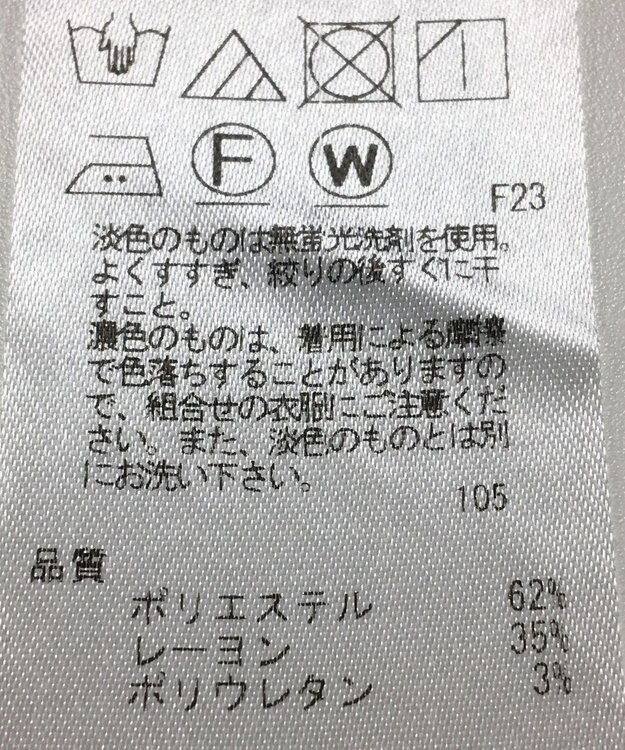 F W
F23
淡色のものは無蛍光洗剤を使用。
よくすすぎ、絞りの後すぐに干
すこと。
濃色のものは、着用による摩擦
で色落ちすることがありますの
で、組合せの衣服にご注意くだ
さい。また、淡色のものとは別
にお洗い下さい。
105
品質
ポリエステル 62%
レーヨン 35%
ポリウレタン 3%